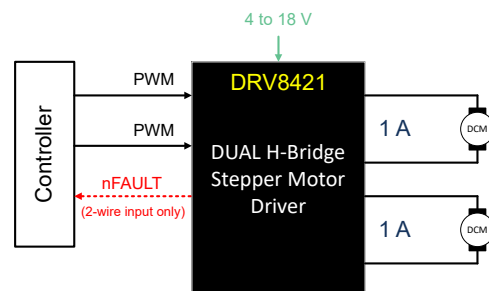 4 to 18 V
Controller
PWM
PWM
nFAULT
(2-wire input only)
DRV8421
DUAL H-Bridge
Stepper Motor
Driver
1 A
DCM
1 A
DCM